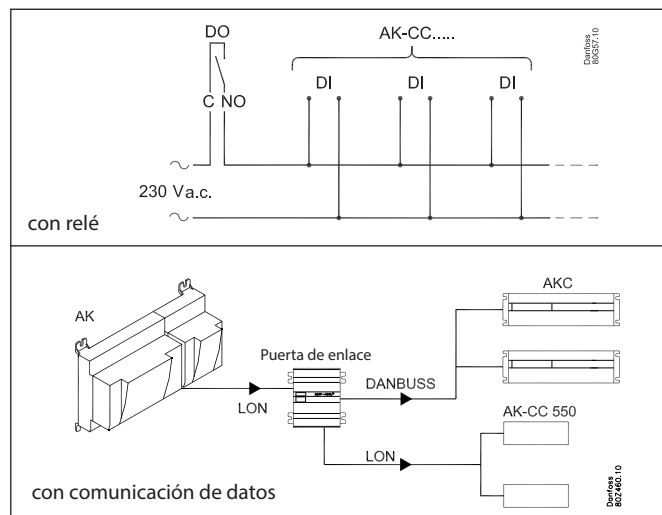 DO
C NO
AK-CC.....
DI
DI
DI
Danfoss
80G57.10
230 Va.c.
con relé
AK
LON
Puerta de enlace
DANBUSS
AKC
LON
AK-CC 550
Danfoss
80Z460.10
con comunicación de datos